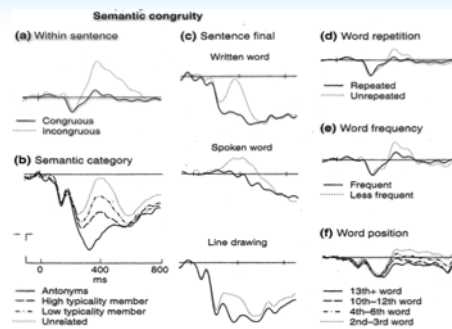 Semantic congruity
(a) Within sentence
Congruous
Incongruous
(b) Semantic category
0 400 800
ms
Antonyms
High typicality member
Low typicality member
Unrelated
(c) Sentence final
Written word
Spoken word
Line drawing
(d) Word repetition
Repeated
Unrepeated
(e) Word frequency
Frequent
Less frequent
(f) Word position
13th+ word
10th–12th word
4th–6th word
2nd–3rd word